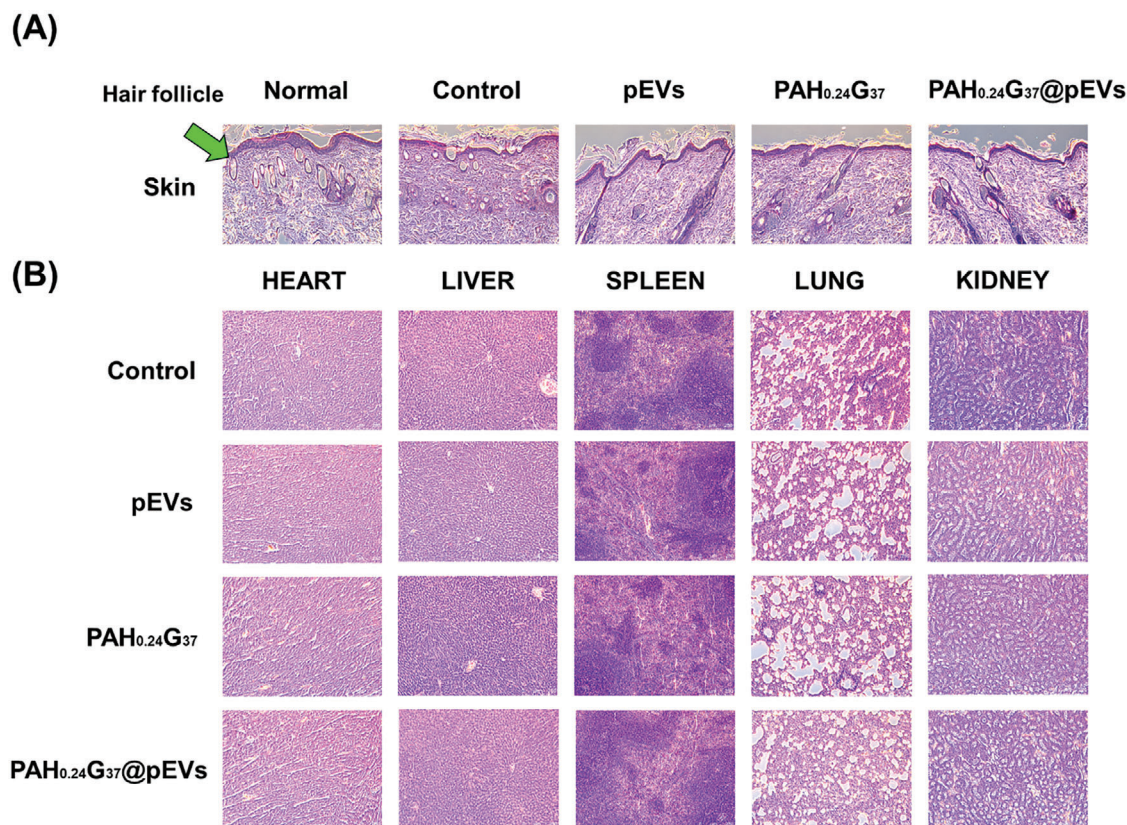 (A)
Hair follicle
Normal Control pEVs PAH0.24G37 PAH0.24G37@pEVs
Skin
(B)
HEART LIVER SPLEEN LUNG KIDNEY
Control
pEVs
PAH0.24G37
PAH0.24G37@pEVs